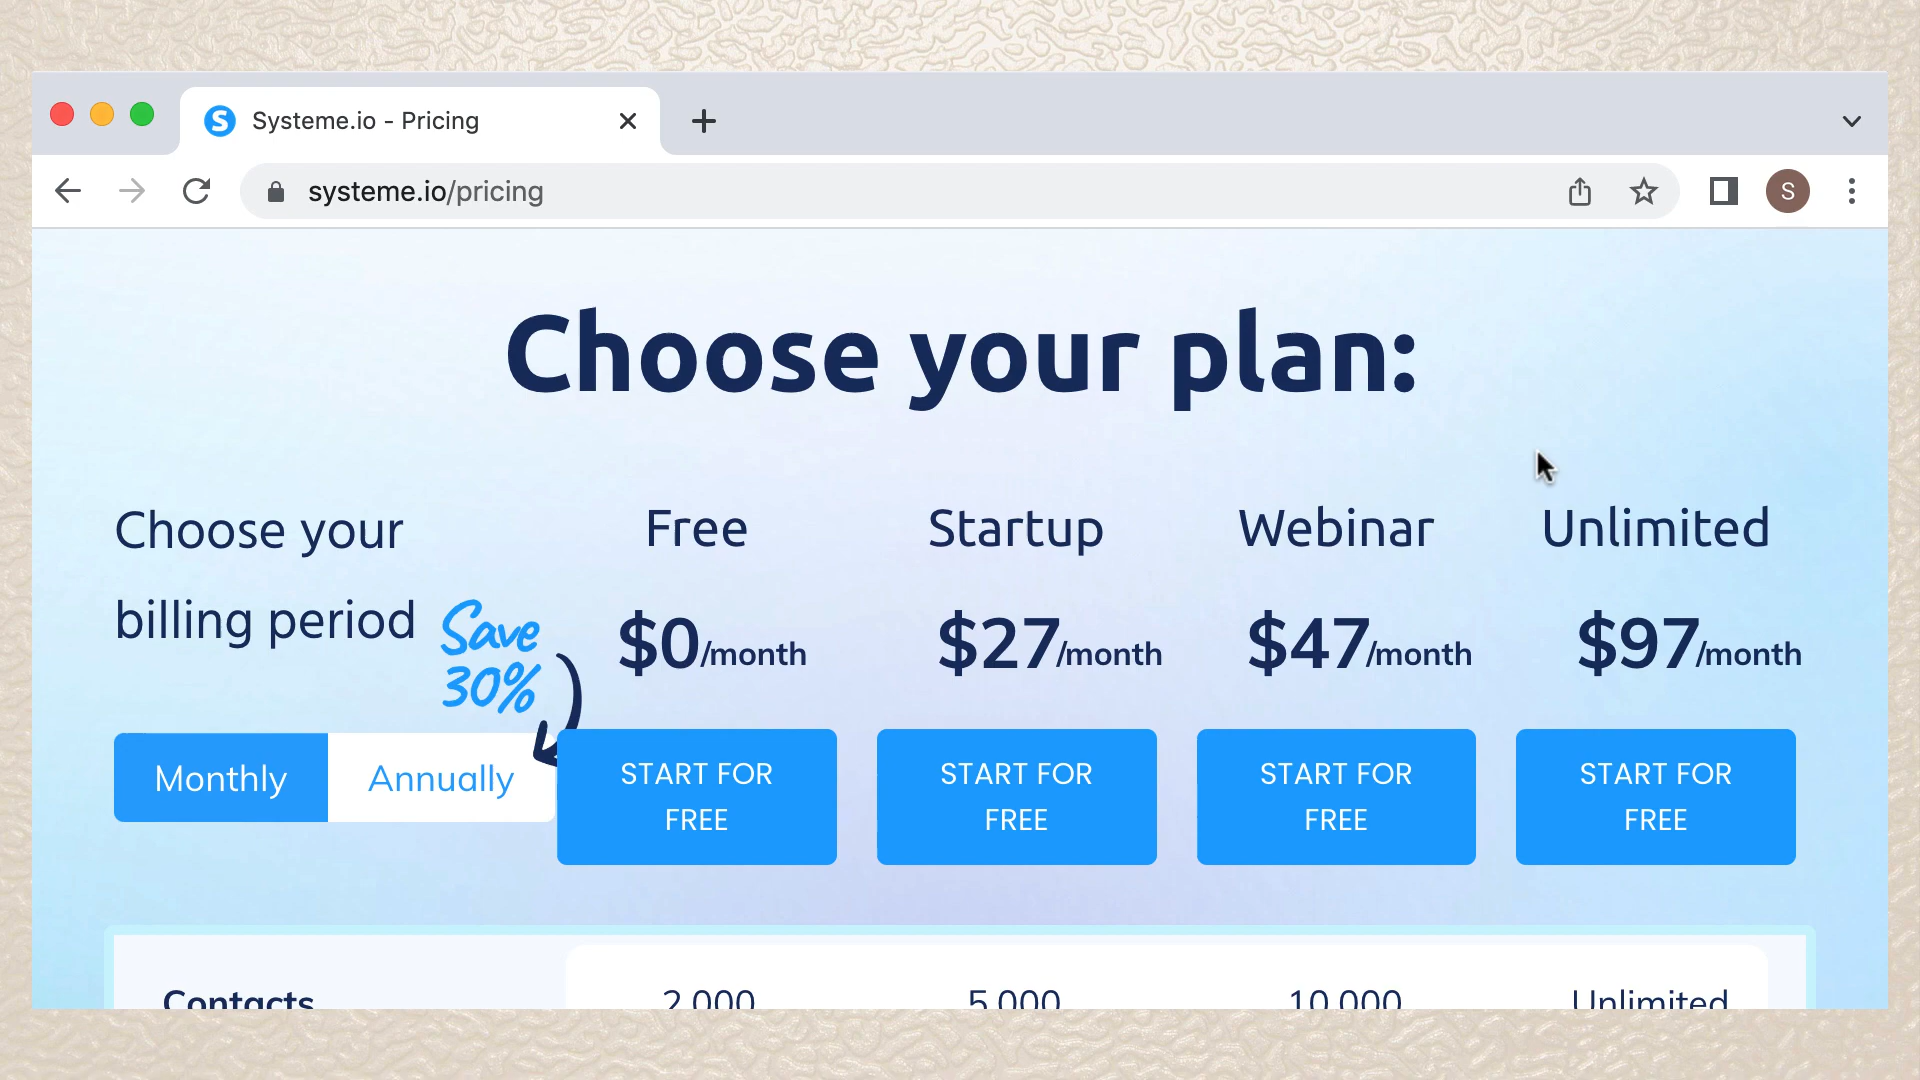 Systeme.io - Pricing
systeme.io/pricing
S
Choose your plan:
Choose your
billing period
Save
30%
Monthly
Annually
Free
$0/month
START FOR
FREE
Startup
$27/month
START FOR
FREE
Webinar
$47/month
START FOR
FREE
Unlimited
$97/month
START FOR
FREE
Contacts 2,000 5,000 10,000 Unlimited